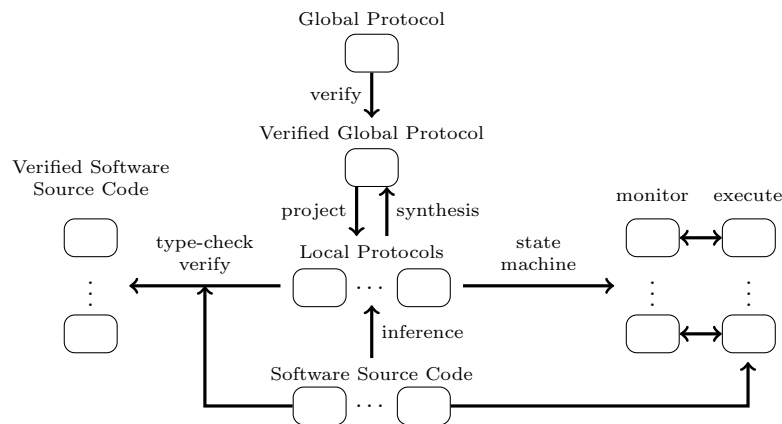 Global Protocol
verify
Verified Global Protocol
Verified Software
Source Code
monitor
execute
project
synthesis
type-check
verify
Local Protocols
state
machine
...
inference
Software Source Code
...